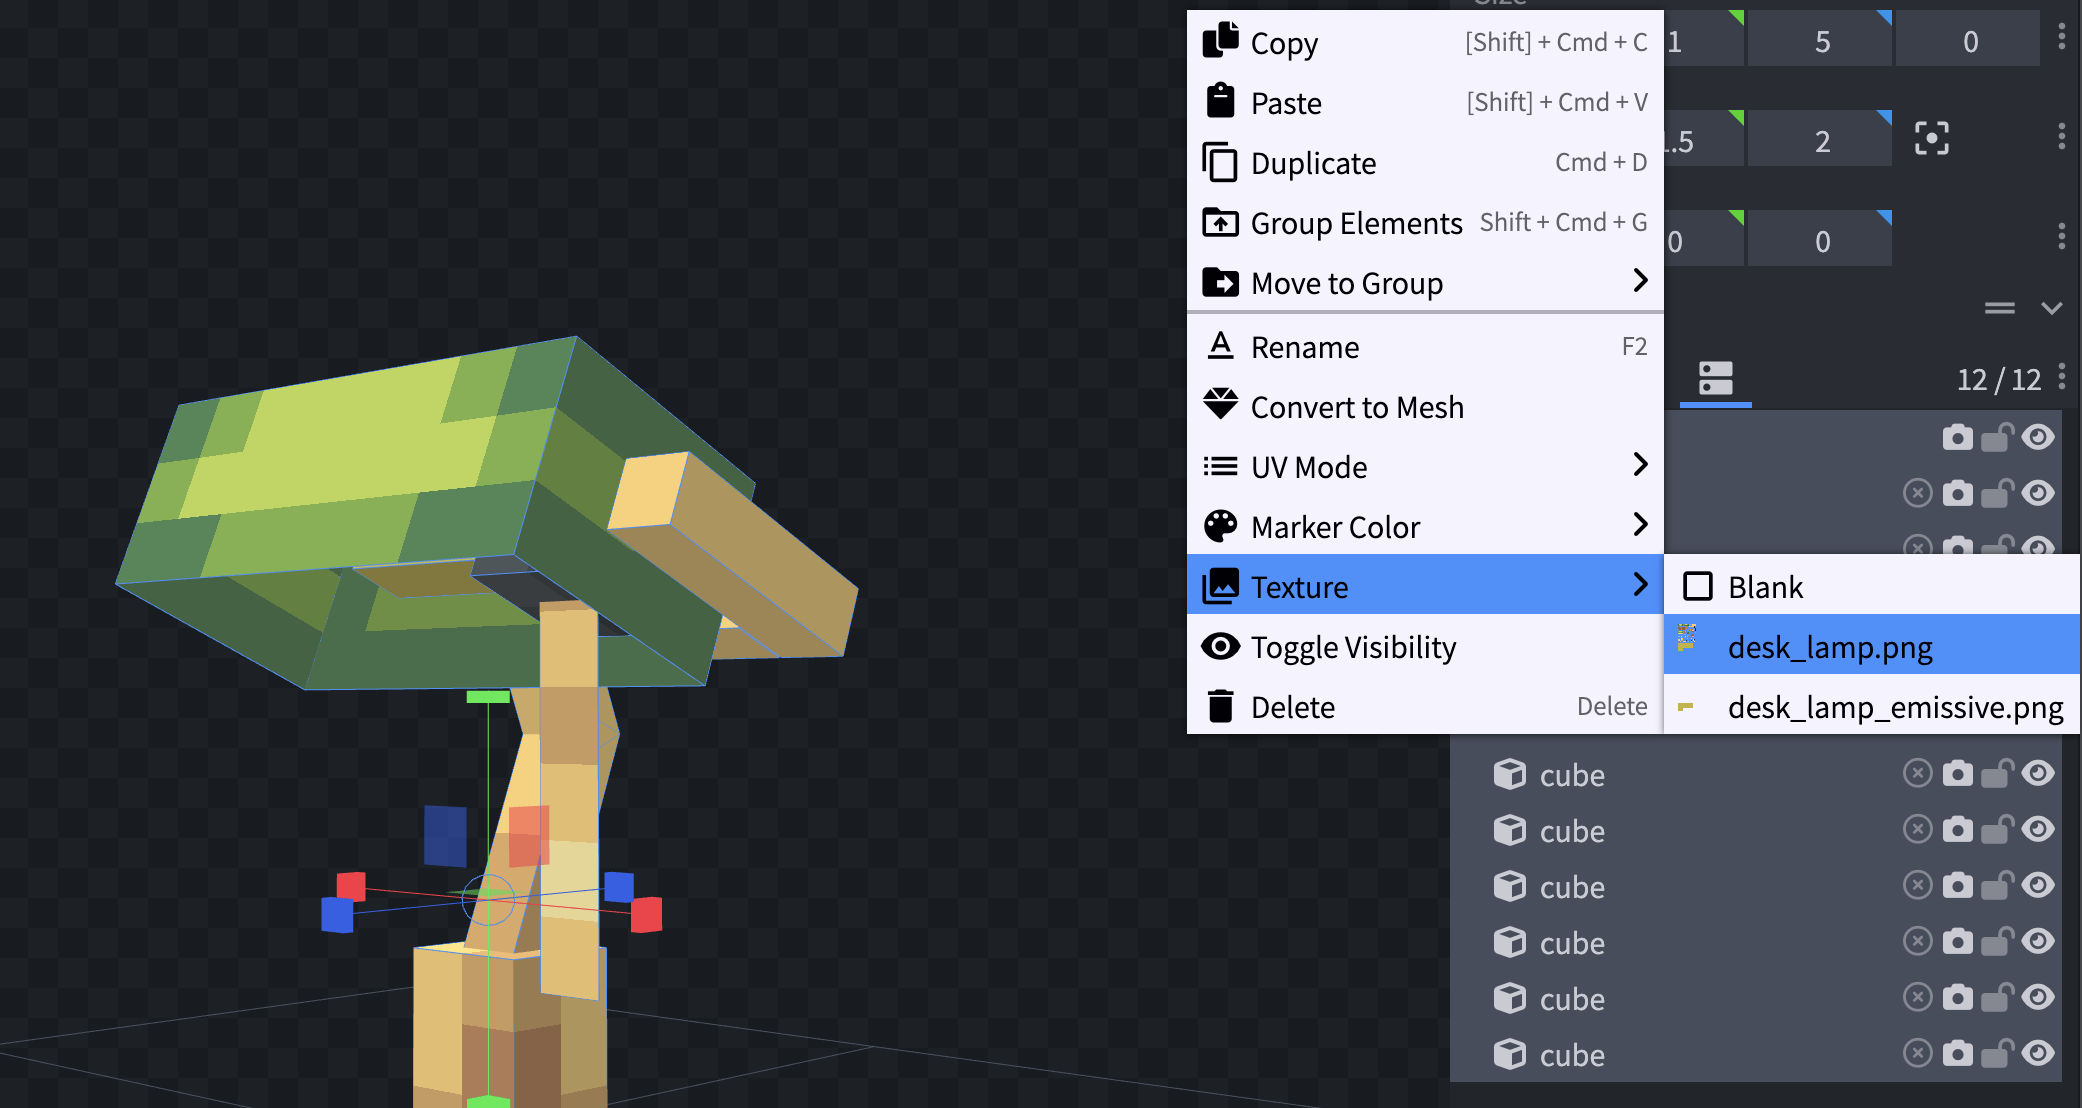 Size
Copy [Shift] + Cmd + C
1 5 0
Paste [Shift] + Cmd + V
.5 2
Duplicate Cmd + D
Group Elements Shift + Cmd + G
0 0
Move to Group
Rename F2
12 / 12
Convert to Mesh
UV Mode
Marker Color
Texture
Blank
Toggle Visibility
desk_lamp.png
Delete Delete
desk_lamp_emissive.png
cube
cube
cube
cube
cube
cube